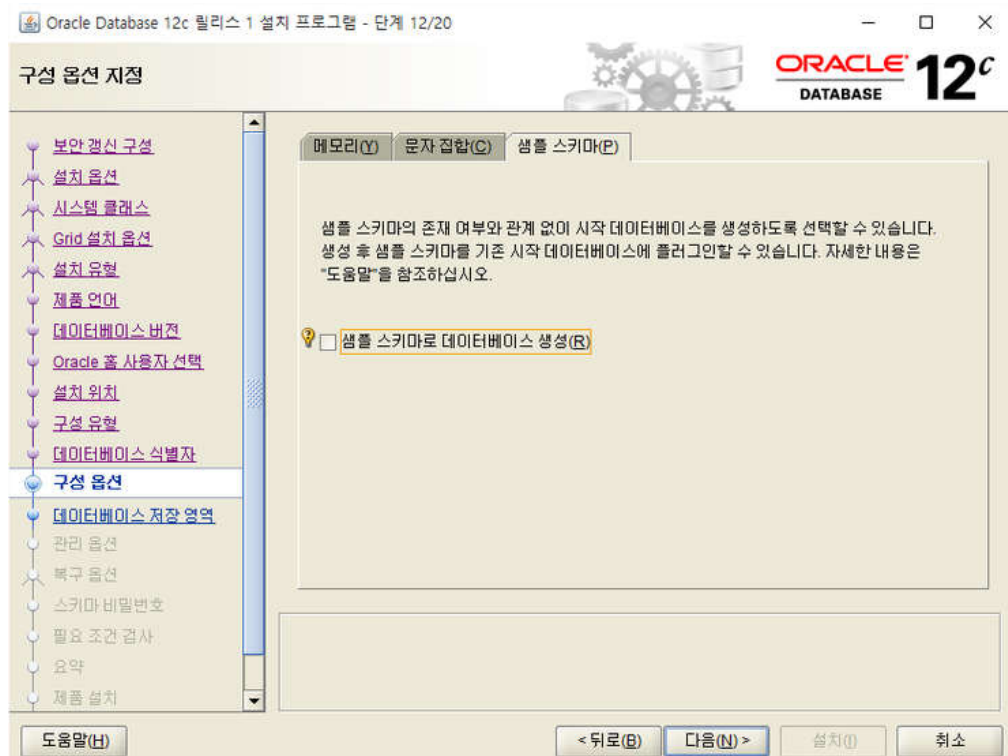 Oracle Database 12c 릴리스 1 설치 프로그램 - 단계 12/20
구성 옵션 지정
ORACLE
DATABASE
12c
보안 갱신 구성
설치 옵션
시스템 클래스
Grid 설치 옵션
설치 유형
제품 언어
데이터베이스 버전
Oracle 홈 사용자 선택
설치 위치
구성 유형
데이터베이스 식별자
구성 옵션
데이터베이스 저장 영역
관리 옵션
복구 옵션
스키마 비밀번호
필요 조건 검사
요약
제품 설치
메모리(Y) 문자 집합(C) 샘플 스키마(P)
샘플 스키마의 존재 여부와 관계 없이 시작 데이터베이스를 생성하도록 선택할 수 있습니다.
생성 후 샘플 스키마를 기존 시작 데이터베이스에 플러그인할 수 있습니다. 자세한 내용은
"도움말"을 참조하십시오.
샘플 스키마로 데이터베이스 생성(R)
도움말(H) < 뒤로(B) 다음(N) > 설치(I) 취소